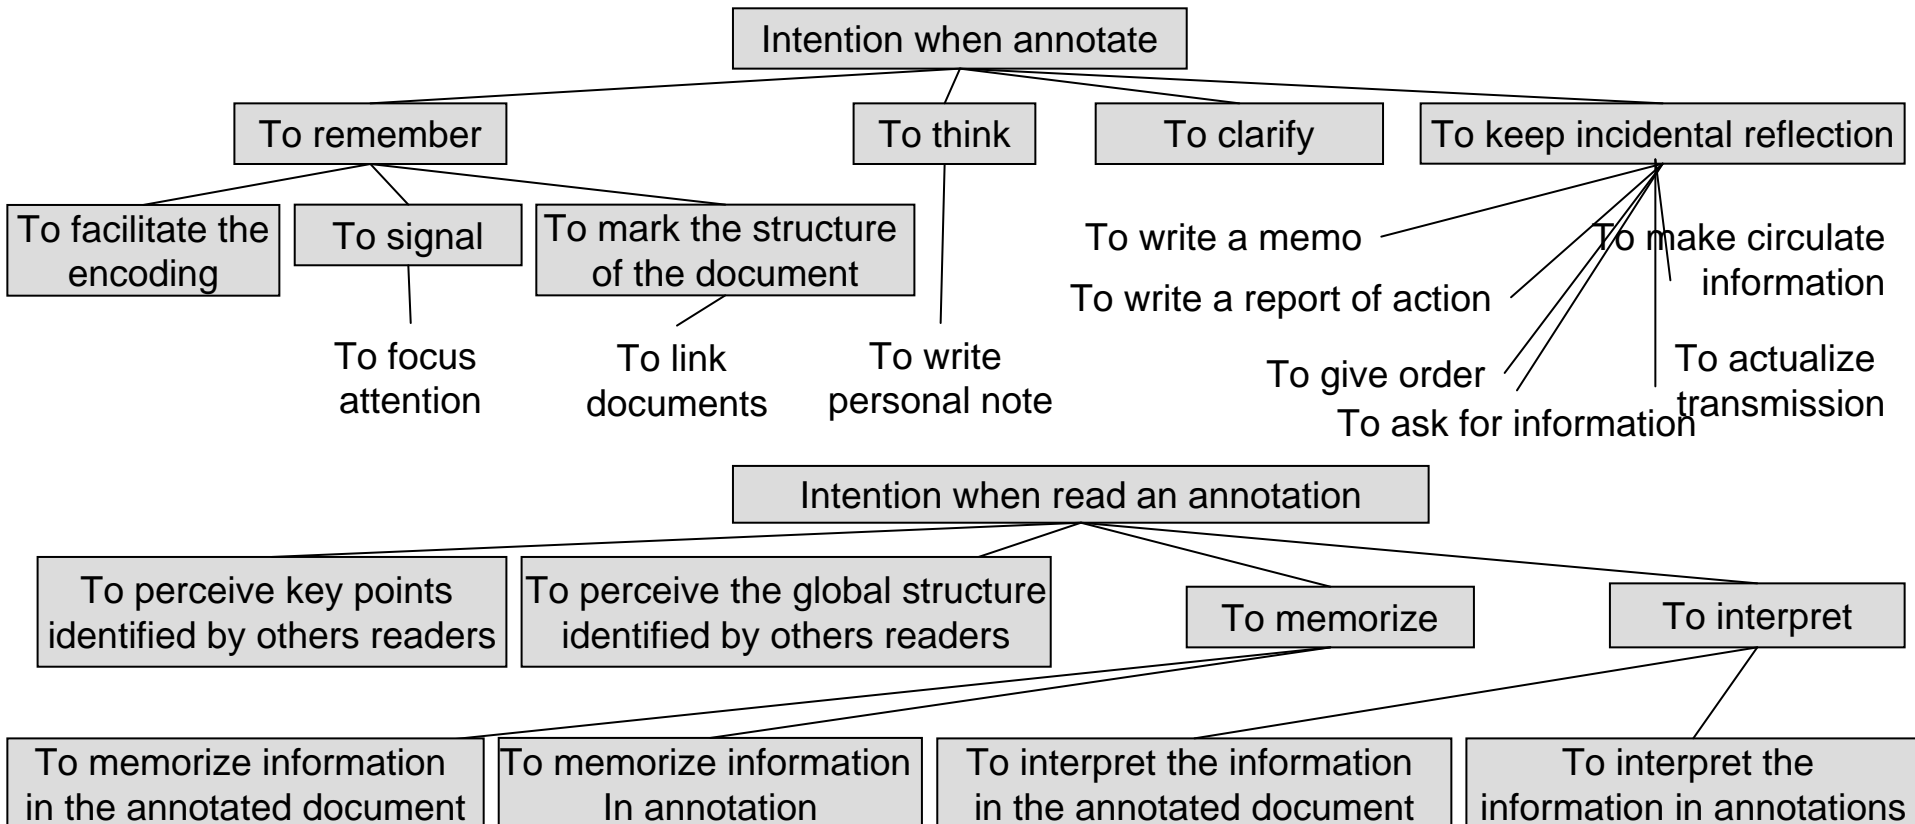 Intention when annotate
To remember
To think
To clarify
To keep incidental reflection
To facilitate the
encoding
To signal
To mark the structure
of the document
To write a memo
To make circulate
information
To write a report of action
To focus
attention
To link
documents
To write
personal note
To give order
To actualize
transmission
To ask for information
Intention when read an annotation
To perceive key points
identified by others readers
To perceive the global structure
identified by others readers
To memorize
To interpret
To memorize information
in the annotated document
To memorize information
In annotation
To interpret the information
in the annotated document
To interpret the
information in annotations